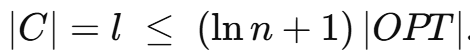 |C| = l ≤ (ln n + 1) |OPT|.